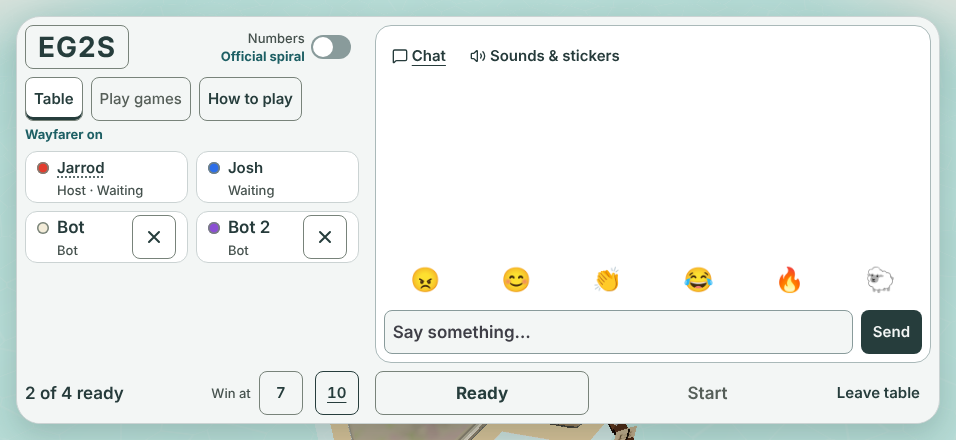 EG2S
Numbers
Official spiral
Table
Play games
How to play
Wayfarer on
Jarrod
Host · Waiting
Josh
Waiting
Bot
Bot
Bot 2
Bot
2 of 4 ready
Win at
7
10
Chat
Sounds & stickers
Say something...
Send
Ready
Start
Leave table